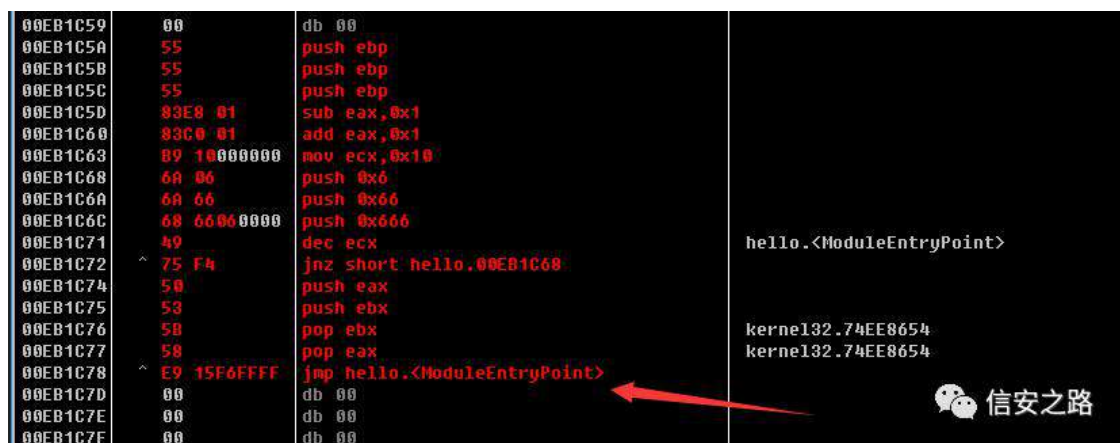 00EB1C59 00 db 00
00EB1C5A 55 push ebp
00EB1C5B 55 push ebp
00EB1C5C 55 push ebp
00EB1C5D 83E8 01 sub eax,0x1
00EB1C60 83C0 01 add eax,0x1
00EB1C63 B9 10000000 mov ecx,0x10
00EB1C68 6A 06 push 0x6
00EB1C6A 6A 66 push 0x66
00EB1C6C 68 66060000 push 0x666
00EB1C71 49 dec ecx hello.<ModuleEntryPoint>
00EB1C72 ^ 75 F4 jnz short hello.00EB1C68
00EB1C74 50 push eax
00EB1C75 53 push ebx
00EB1C76 5B pop ebx kernel32.74EE8654
00EB1C77 58 pop eax kernel32.74EE8654
00EB1C78 ^ E9 15F6FFFF jmp hello.<ModuleEntryPoint>
00EB1C7D 00 db 00
00EB1C7E 00 db 00
00EB1C7F 00 db 00
信安之路